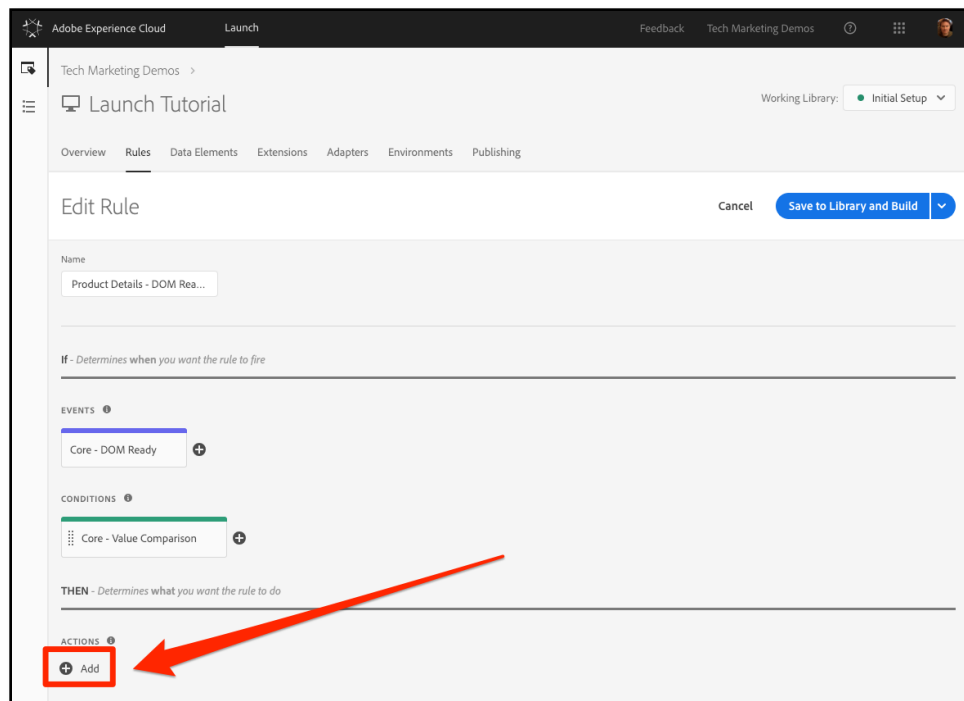 Adobe Experience Cloud Launch Feedback Tech Marketing Demos
Tech Marketing Demos >
Launch Tutorial Working Library: Initial Setup
Overview Rules Data Elements Extensions Adapters Environments Publishing
Edit Rule Cancel Save to Library and Build
Name
Product Details - DOM Rea...
If - Determines when you want the rule to fire
EVENTS
Core - DOM Ready
CONDITIONS
Core - Value Comparison
THEN - Determines what you want the rule to do
ACTIONS
Add